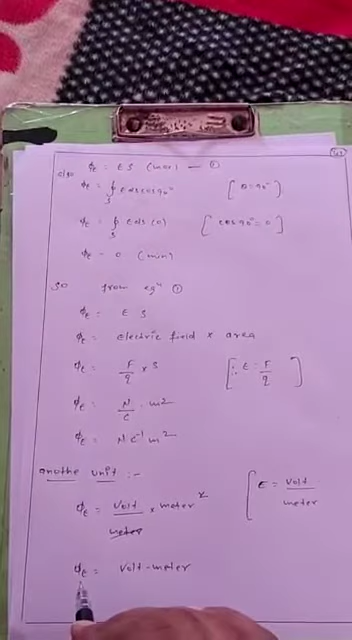 ϕE = E S (max) — ①
also ϕE = ∮S E ds cos 90° [ θ = 90° ]
ϕE = ∮S E ds (0) [ cos 90° = 0 ]
ϕE = 0 (min)
so from eqⁿ ①
ϕE = E S
ϕE = electric field × area
ϕE = F/q × S [ ∵ E = F/q ]
ϕE = N/C · m²
ϕE = N C⁻¹ m²
anothe unit :-
ϕE = Volt/meter × meter² [ E = Volt/meter
ϕE = Volt-meter